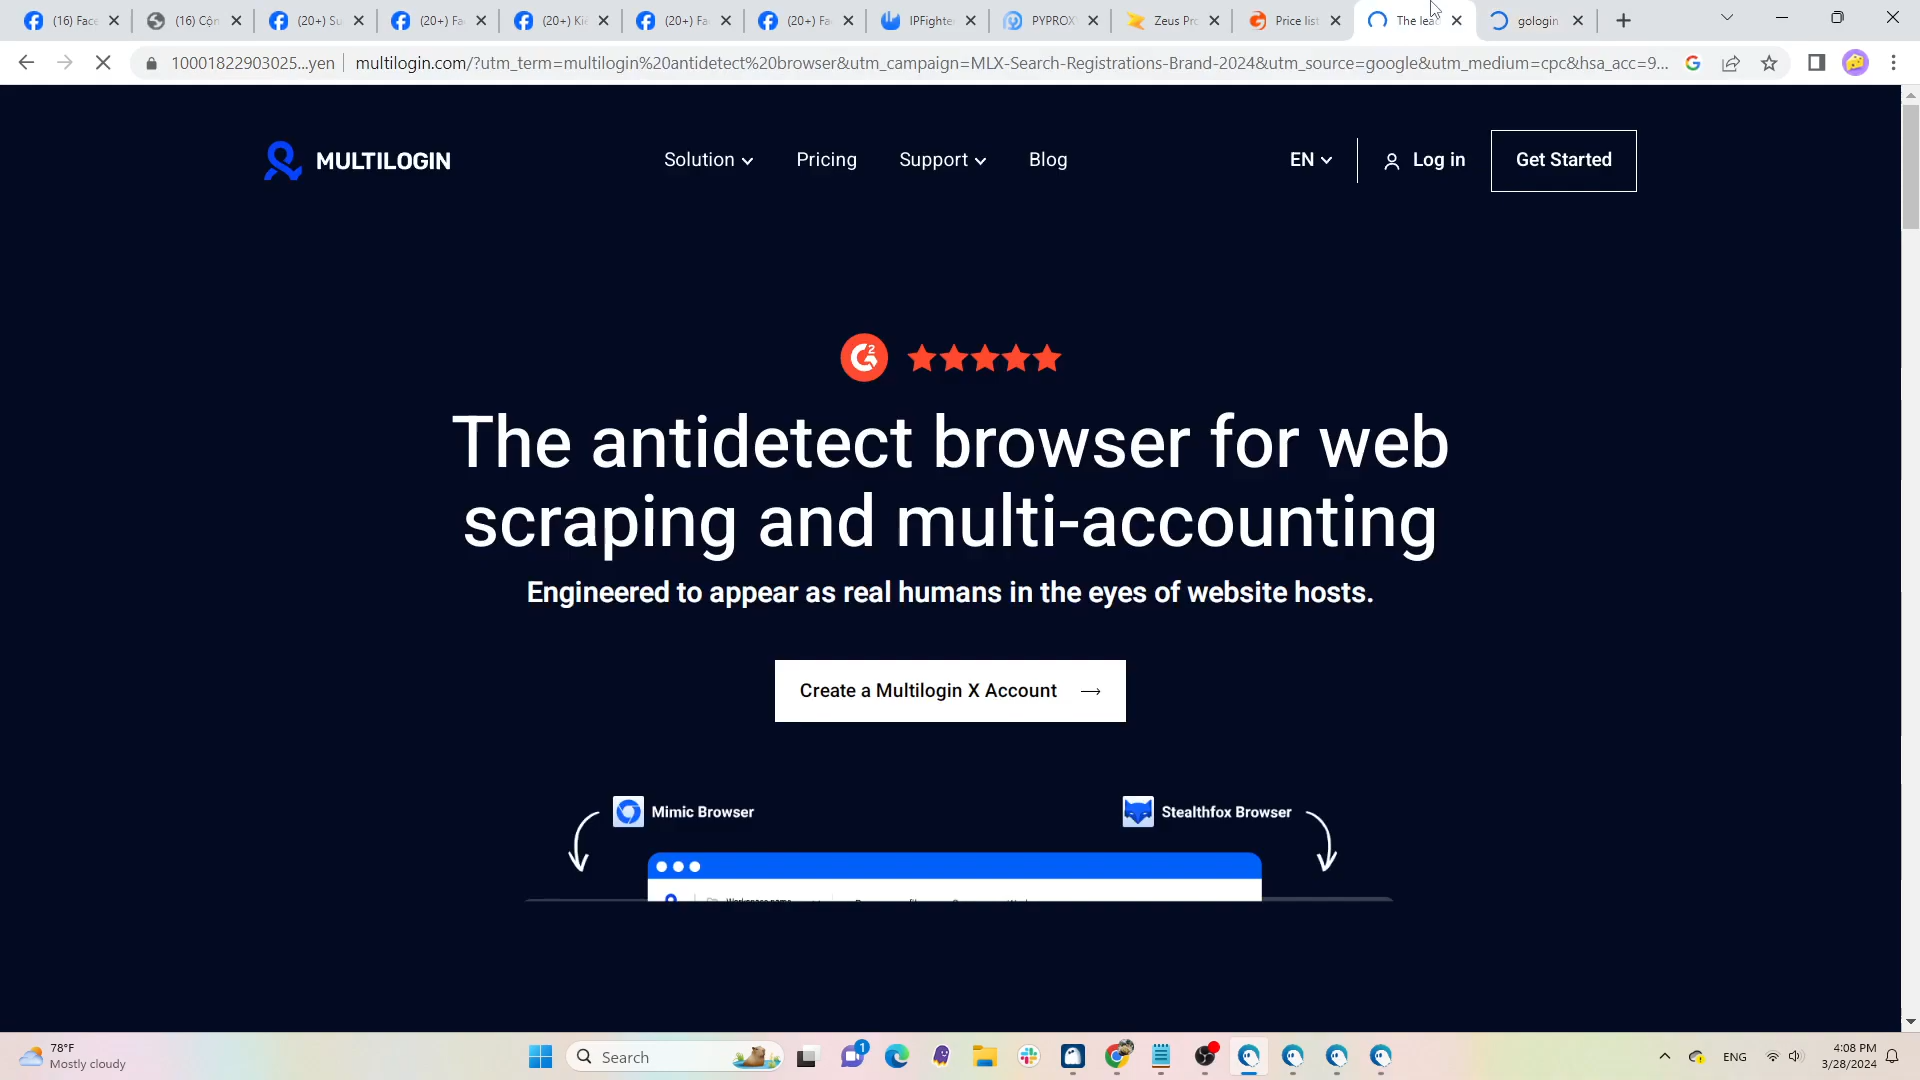 (16) Face
(16) Cộn
(20+) Su
(20+) Fa
(20+) Ki
(20+) Fa
(20+) Fa
IPFighte
PYPROX
Zeus Pr
Price list
The lea
gologin
10001822903025...yen
multilogin.com/?utm_term=multilogin%20antidetect%20browser&utm_campaign=MLX-Search-Registrations-Brand-2024&utm_source=google&utm_medium=cpc&hsa_acc=9...
MULTILOGIN
Solution
Pricing
Support
Blog
EN
Log in
Get Started
The antidetect browser for web
scraping and multi-accounting
Engineered to appear as real humans in the eyes of website hosts.
Create a Multilogin X Account
Mimic Browser
Stealthfox Browser
78°F
Mostly cloudy
Search
1
ENG
4:08 PM
3/28/2024